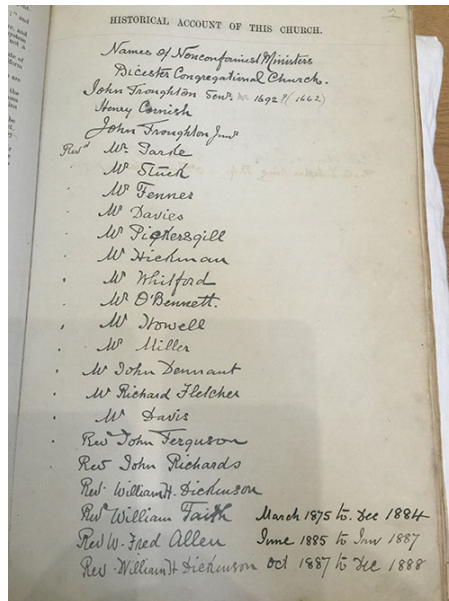 2
HISTORICAL ACCOUNT OF THIS CHURCH.
Names of Nonconformist Ministers
Bicester Congregational Church.
John Troughton Senr 1692? (1662)
Henry Cornish
John Troughton Junr
Revd Mr Parke
Mr Stuck
Mr Fenner
Mr Davies
Mr Pickersgill
Mr Hickman
Mr Whitford
Mr O'Bennett.
Mr Howell
Mr Miller
Mr John Dennant
Mr Richard Fletcher
Mr Davis
Rev John Ferguson
Rev John Richards
Rev. William H. Dickinson
Revd William Faith March 1875 to. Dec 1884
Rev W. Fred Allen June 1885 to 1887
Rev. William H Dickinson Oct 1887 to Dec 1888